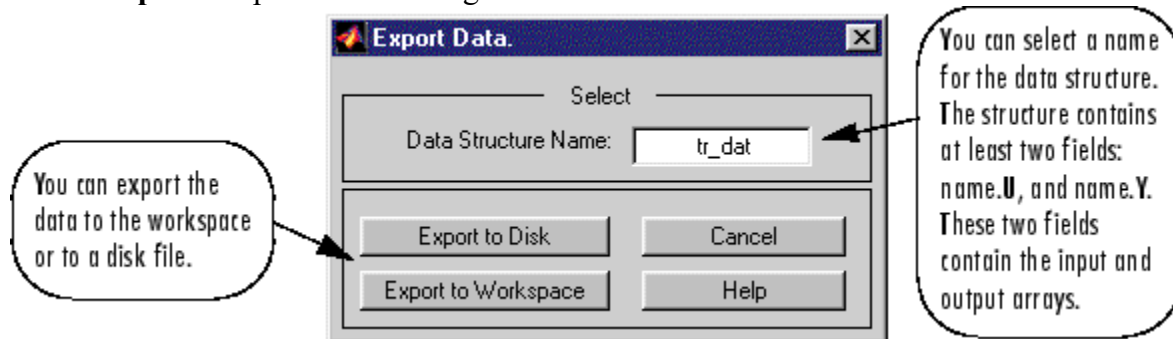 Export Data.
Select
Data Structure Name:
tr_dat
Export to Disk
Cancel
Export to Workspace
Help
You can export the
data to the workspace
or to a disk file.
You can select a name
for the data structure.
The structure contains
at least two fields:
name.U, and name.Y.
These two fields
contain the input and
output arrays.